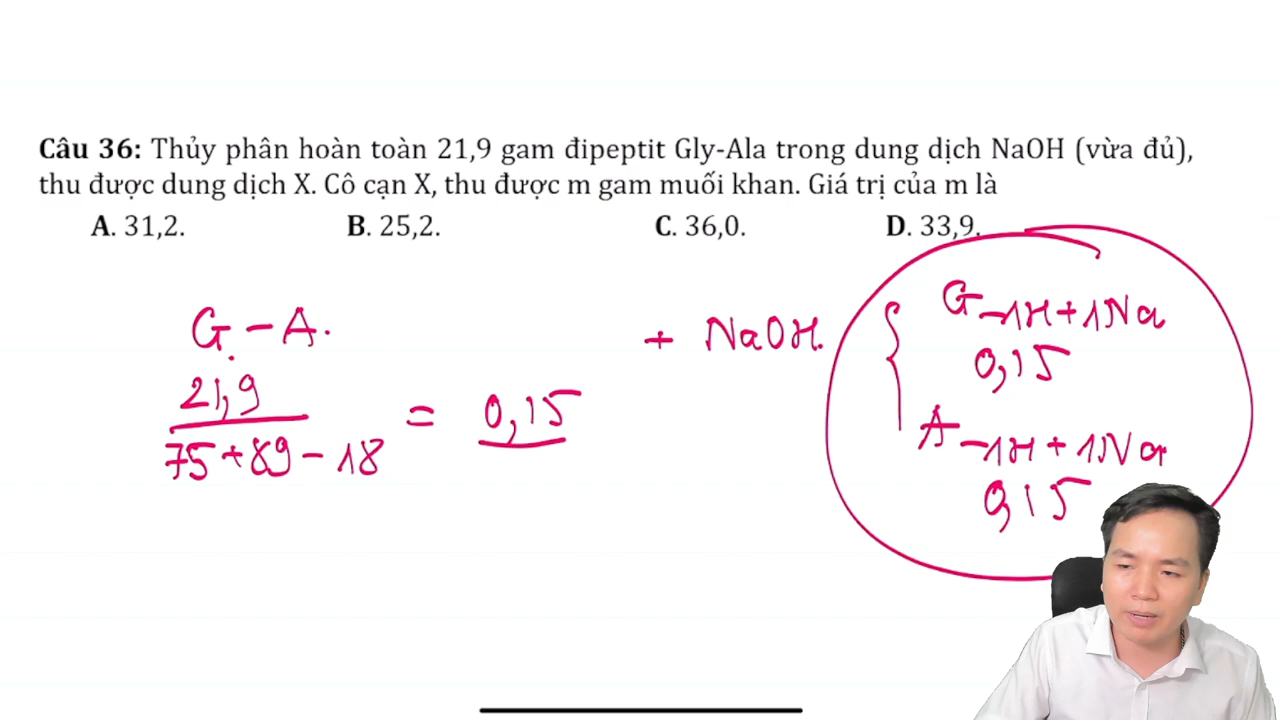 Câu 36: Thủy phân hoàn toàn 21,9 gam đipeptit Gly-Ala trong dung dịch NaOH (vừa đủ),
thu được dung dịch X. Cô cạn X, thu được m gam muối khan. Giá trị của m là
A. 31,2. B. 25,2. C. 36,0. D. 33,9.
G - A. + NaOH.
G -1H+1Na
0,15
21,9
75+89-18
= 0,15
A -1H+1Na
0,15